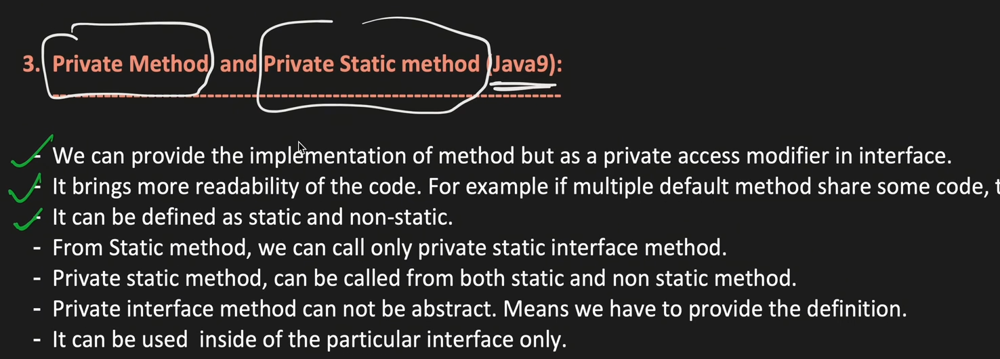 3. Private Method and Private Static method (Java9):
- We can provide the implementation of method but as a private access modifier in interface.
- It brings more readability of the code. For example if multiple default method share some code, t
- It can be defined as static and non-static.
- From Static method, we can call only private static interface method.
- Private static method, can be called from both static and non static method.
- Private interface method can not be abstract. Means we have to provide the definition.
- It can be used inside of the particular interface only.